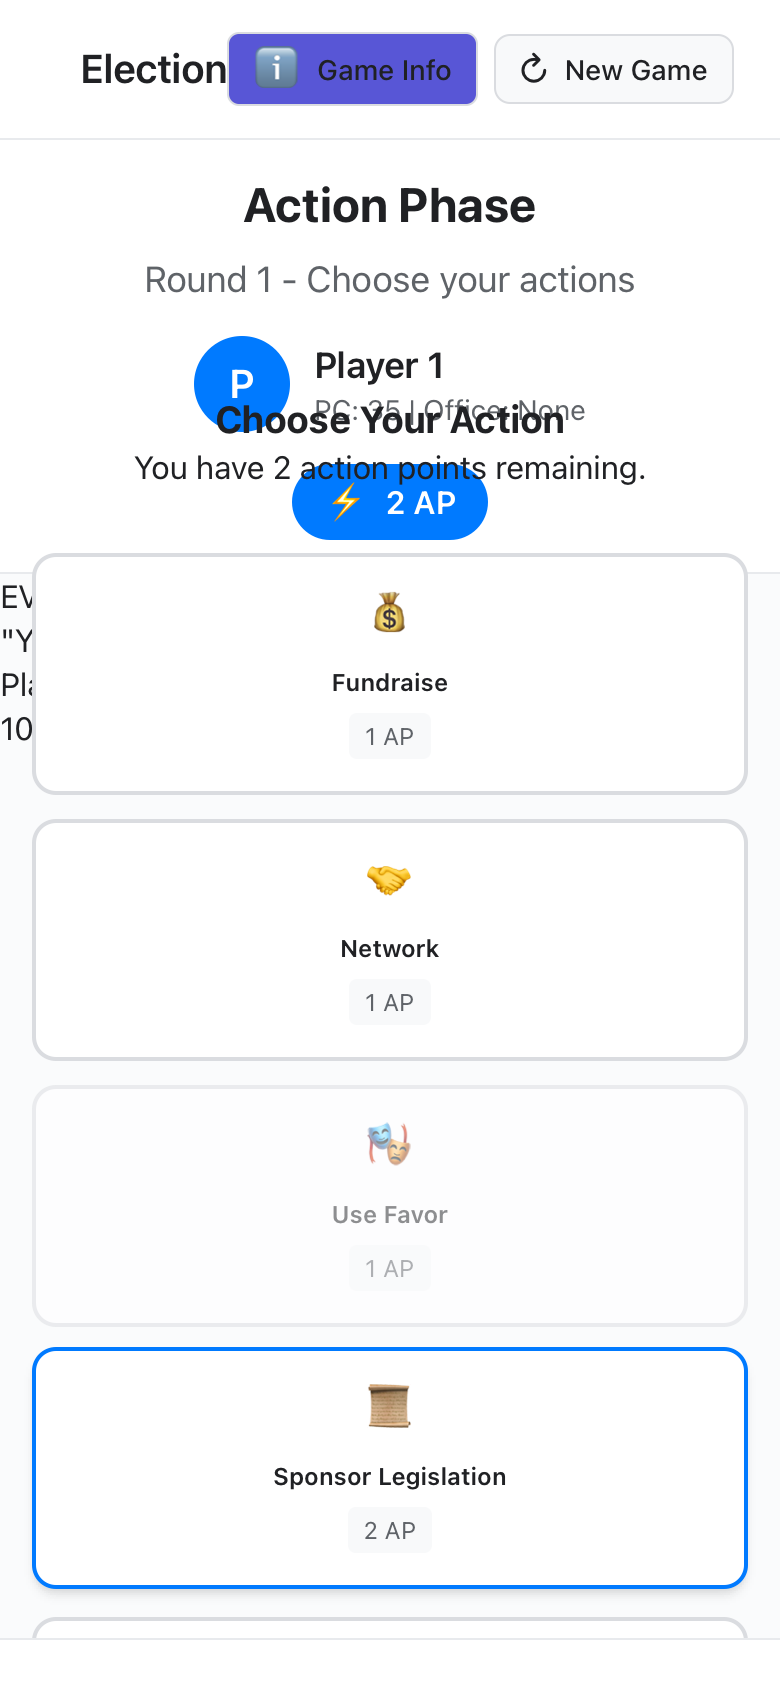 Election
Game Info
New Game
Action Phase
Round 1 - Choose your actions
P
Player 1
PC: 35 | Office: None
Choose Your Action
You have 2 action points remaining.
2 AP
"Y
10
Fundraise
1 AP
Network
1 AP
Use Favor
1 AP
Sponsor Legislation
2 AP